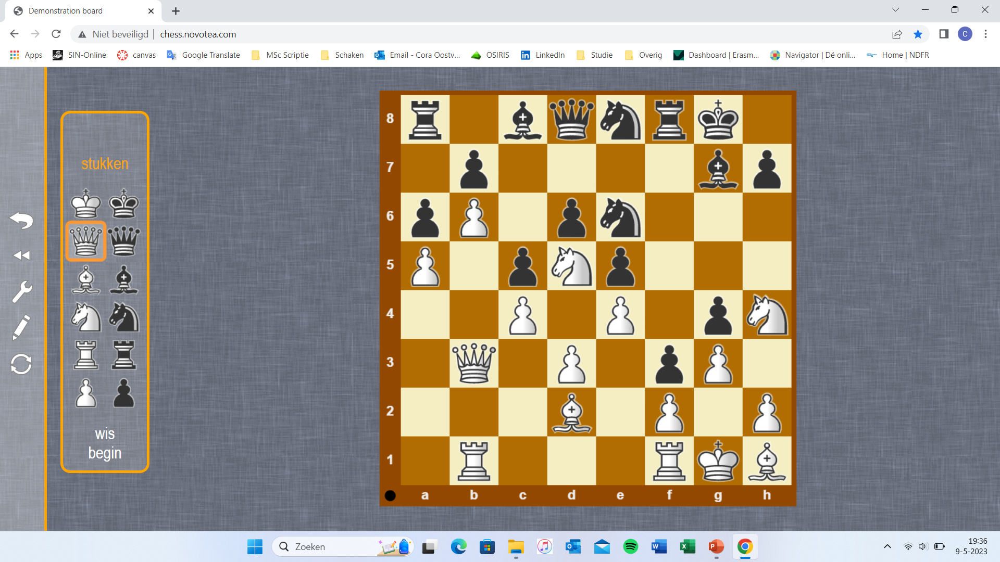 Demonstration board
Niet beveiligd
chess.novotea.com
C
Apps
SIN-Online
canvas
Google Translate
MSc Scriptie
Schaken
Email - Cora Oostv...
OSIRIS
LinkedIn
Studie
Overig
Dashboard | Erasm...
Navigator | Dé onli...
Home | NDFR
stukken
wis
begin
8
7
6
5
4
3
2
1
a b c d e f g h
Zoeken
19:36
9-5-2023